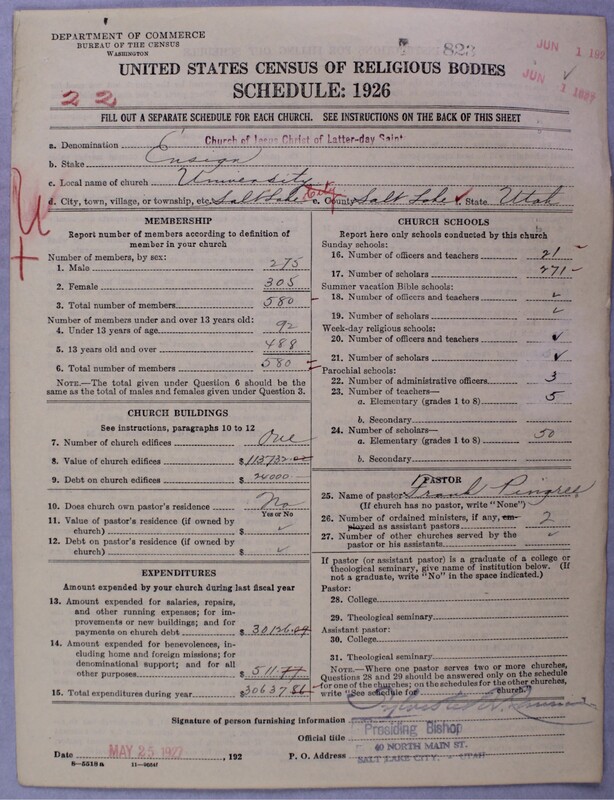 DEPARTMENT OF COMMERCE
BUREAU OF THE CENSUS
WASHINGTON
823
JUN 1 192
JUN 1 1927
UNITED STATES CENSUS OF RELIGIOUS BODIES
SCHEDULE: 1926
22
FILL OUT A SEPARATE SCHEDULE FOR EACH CHURCH. SEE INSTRUCTIONS ON THE BACK OF THIS SHEET
a. Denomination Church of Jesus Christ of Latter-day Saint
b. Stake Ensign
c. Local name of church University
d. City, town, village, or township, etc. Salt Lake City e. County Salt Lake State Utah
MEMBERSHIP
Report number of members according to definition of
member in your church
Number of members, by sex:
1. Male 275
2. Female 305
3. Total number of members 580
Number of members under and over 13 years old:
4. Under 13 years of age 92
5. 13 years old and over 488
6. Total number of members 580
NOTE.—The total given under Question 6 should be the
same as the total of males and females given under Question 3.
CHURCH BUILDINGS
See instructions, paragraphs 10 to 12
7. Number of church edifices One
8. Value of church edifices $
9. Debt on church edifices $
10. Does church own pastor's residence? No
Yes or No
11. Value of pastor's residence (if owned by
church) $ ✓
12. Debt on pastor's residence (if owned by
church) $ ✓
EXPENDITURES
Amount expended by your church during last fiscal year
13. Amount expended for salaries, repairs,
and other running expenses; for im-
provements or new buildings; and for
payments on church debt $
14. Amount expended for benevolences, in-
cluding home and foreign missions; for
denominational support; and for all
other purposes $ 511.77
15. Total expenditures during year $
CHURCH SCHOOLS
Report here only schools conducted by this church
Sunday schools:
16. Number of officers and teachers 21
17. Number of scholars 271
Summer vacation Bible schools:
18. Number of officers and teachers ✓
19. Number of scholars ✓
Week-day religious schools:
20. Number of officers and teachers ✓
21. Number of scholars ✓
Parochial schools:
22. Number of administrative officers 3
23. Number of teachers—
a. Elementary (grades 1 to 8) 5
b. Secondary
24. Number of scholars—
a. Elementary (grades 1 to 8) 50
b. Secondary
PASTOR
25. Name of pastor Frank Pingree
(If church has no pastor, write "None")
26. Number of ordained ministers, if any, em-
ployed as assistant pastors 2
27. Number of other churches served by the
pastor or his assistants ✓
If pastor (or assistant pastor) is a graduate of a college or
theological seminary, give name of institution below. (If
not a graduate, write "No" in the space indicated.)
Pastor:
28. College
29. Theological seminary
Assistant pastor:
30. College
31. Theological seminary
NOTE.—Where one pastor serves two or more churches,
Questions 28 and 29 should be answered only on the schedule
for one of the churches; on the schedules for the other churches,
write "See schedule for church."
Signature of person furnishing information
Official title Presiding Bishop
Date MAY 25 1927, 192 P. O. Address 40 NORTH MAIN ST.
SALT LAKE CITY - UTAH
8—5518a